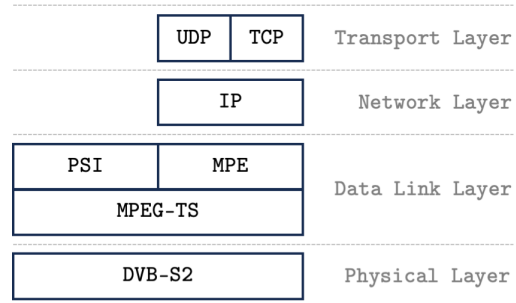 UDP TCP Transport Layer
IP Network Layer
PSI MPE
Data Link Layer
MPEG-TS
DVB-S2 Physical Layer